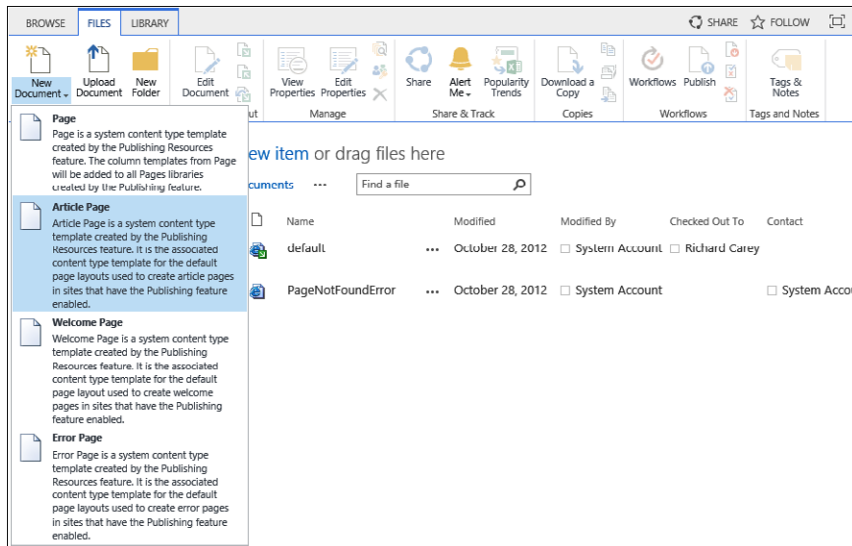 BROWSE FILES LIBRARY SHARE FOLLOW
New Document Upload Document New Folder Edit Document View Properties Edit Properties Share Alert Me Popularity Trends Download a Copy Workflows Publish Tags & Notes
ut Manage Share & Track Copies Workflows Tags and Notes
Page
Page is a system content type template
created by the Publishing Resources
feature. The column templates from Page
will be added to all Pages libraries
created by the Publishing feature.
Article Page
Article Page is a system content type
template created by the Publishing
Resources feature. It is the associated
content type template for the default
page layouts used to create article pages
in sites that have the Publishing feature
enabled.
Welcome Page
Welcome Page is a system content type
template created by the Publishing
Resources feature. It is the associated
content type template for the default
page layout used to create welcome
pages in sites that have the Publishing
feature enabled.
Error Page
Error Page is a system content type
template created by the Publishing
Resources feature. It is the associated
content type template for the default
page layouts used to create error pages
in sites that have the Publishing feature
enabled.
ew item or drag files here
cuments ... Find a file
Name Modified Modified By Checked Out To Contact
default ... October 28, 2012 System Account Richard Carey
PageNotFoundError ... October 28, 2012 System Account System Acco